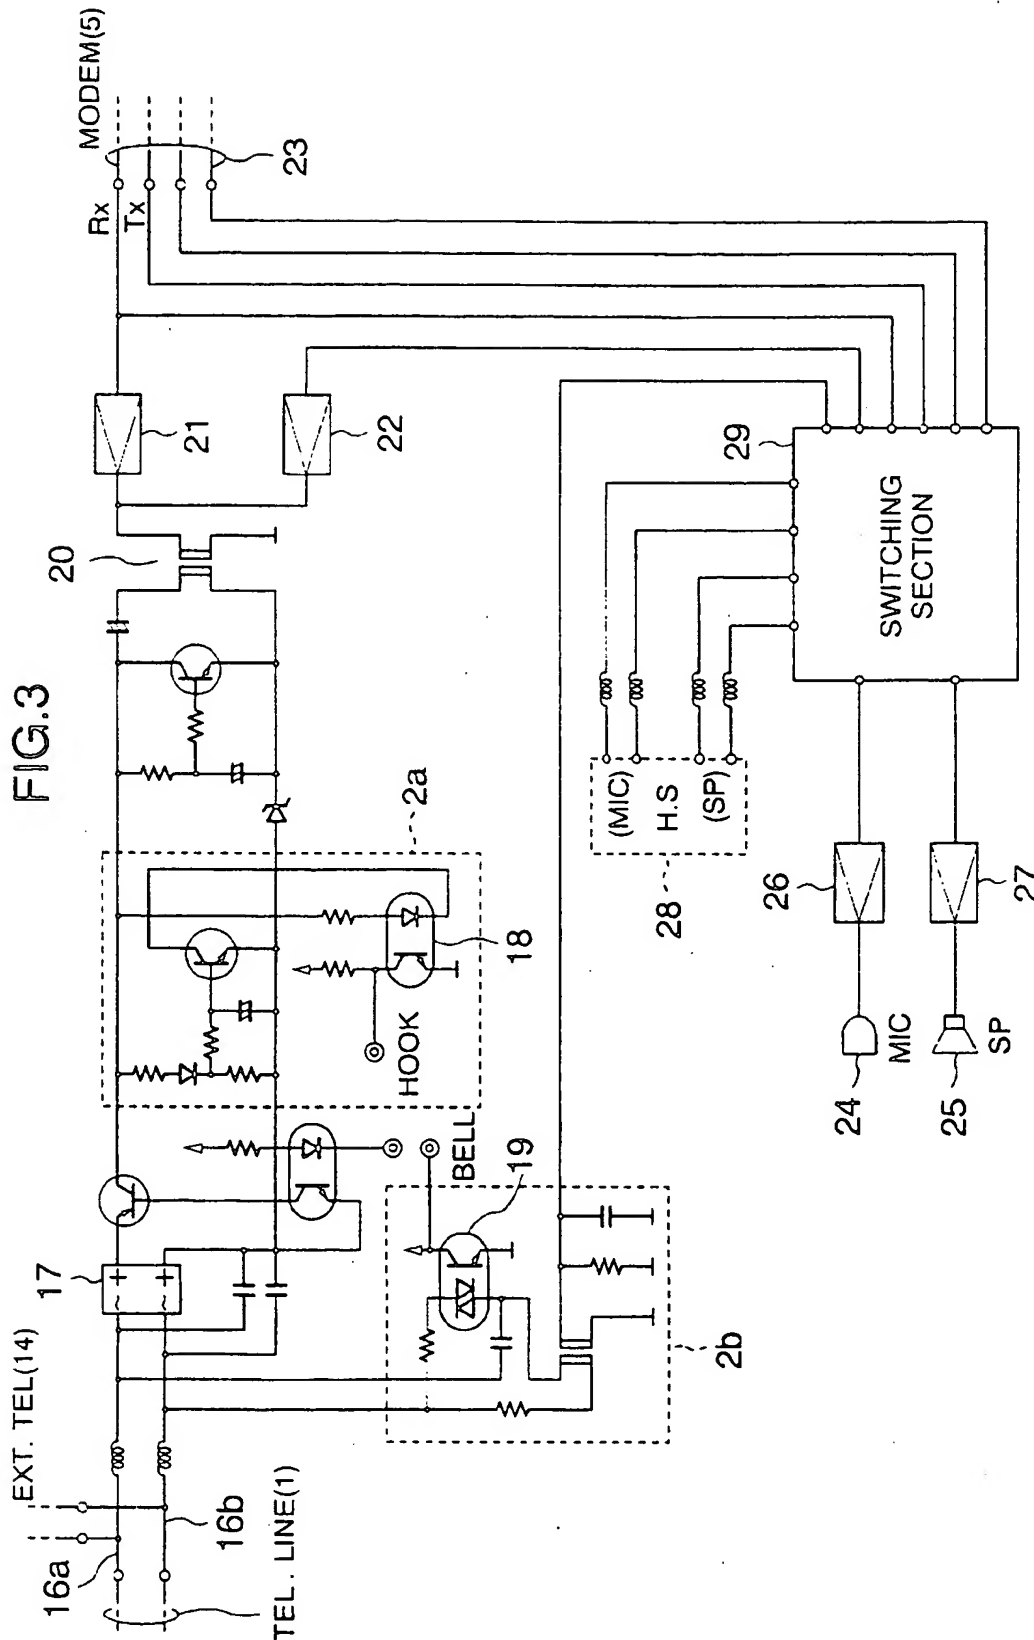 FIG.3
MODEM(5)
Rx
Tx
23
20
21
22
2a
18
HOOK
17
BELL
19
2b
EXT. TEL(14)
16a
16b
TEL. LINE(1)
29
SWITCHING
SECTION
(MIC)
H.S
(SP)
28
26
27
24
MIC
25
SP